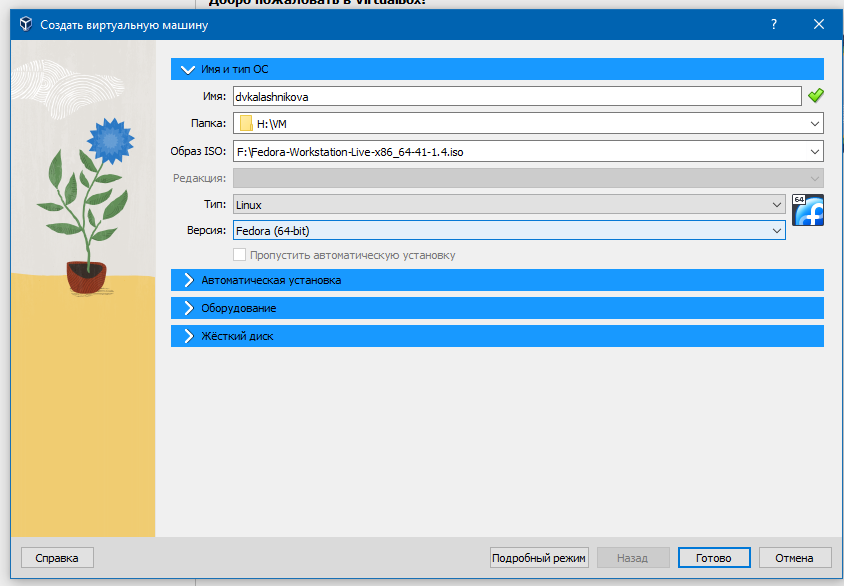 Добро пожаловать в VirtualBox!
Создать виртуальную машину
?
Имя и тип ОС
Имя: dvkalashnikova
Папка: H:\VM
Образ ISO: F:\Fedora-Workstation-Live-x86_64-41-1.4.iso
Редакция:
Тип: Linux
64
Версия: Fedora (64-bit)
Пропустить автоматическую установку
Автоматическая установка
Оборудование
Жёсткий диск
Справка Подробный режим Назад Готово Отмена